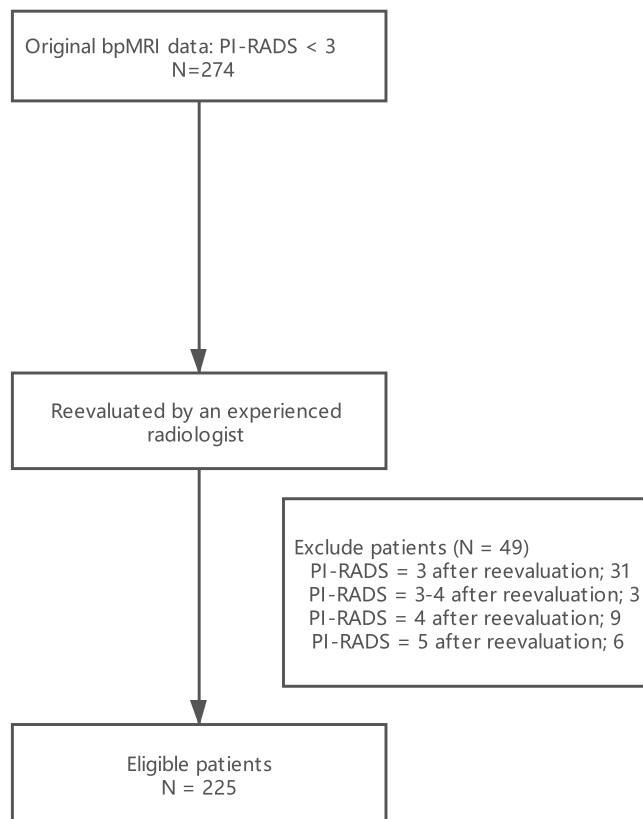 Original bpMRI data: PI-RADS < 3
N=274
Reevaluated by an experienced
radiologist
Exclude patients (N = 49)
PI-RADS = 3 after reevaluation; 31
PI-RADS = 3-4 after reevaluation; 3
PI-RADS = 4 after reevaluation; 9
PI-RADS = 5 after reevaluation; 6
Eligible patients
N = 225